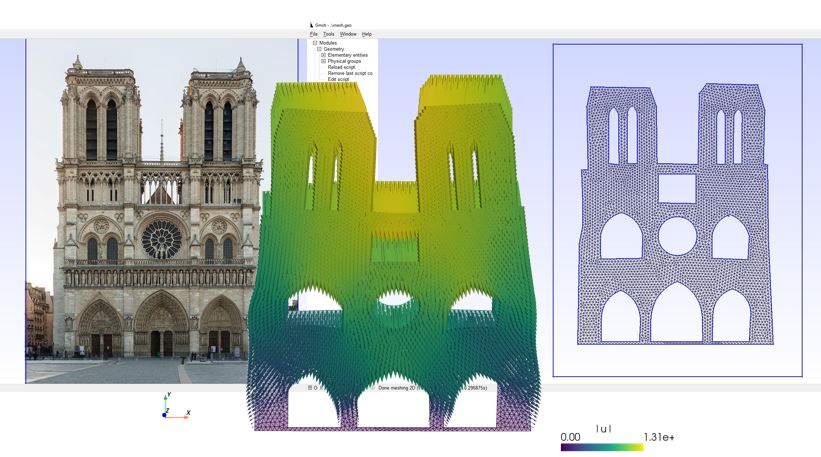 Gmsh - ./mesh.geo
File Tools Window Help
Modules
Geometry
Elementary entities
Physical groups
Reload script
Remove last script co
Edit script
Done meshing 2D
0.296875s)
Y
Z
X
|u|
0.00
1.31e+